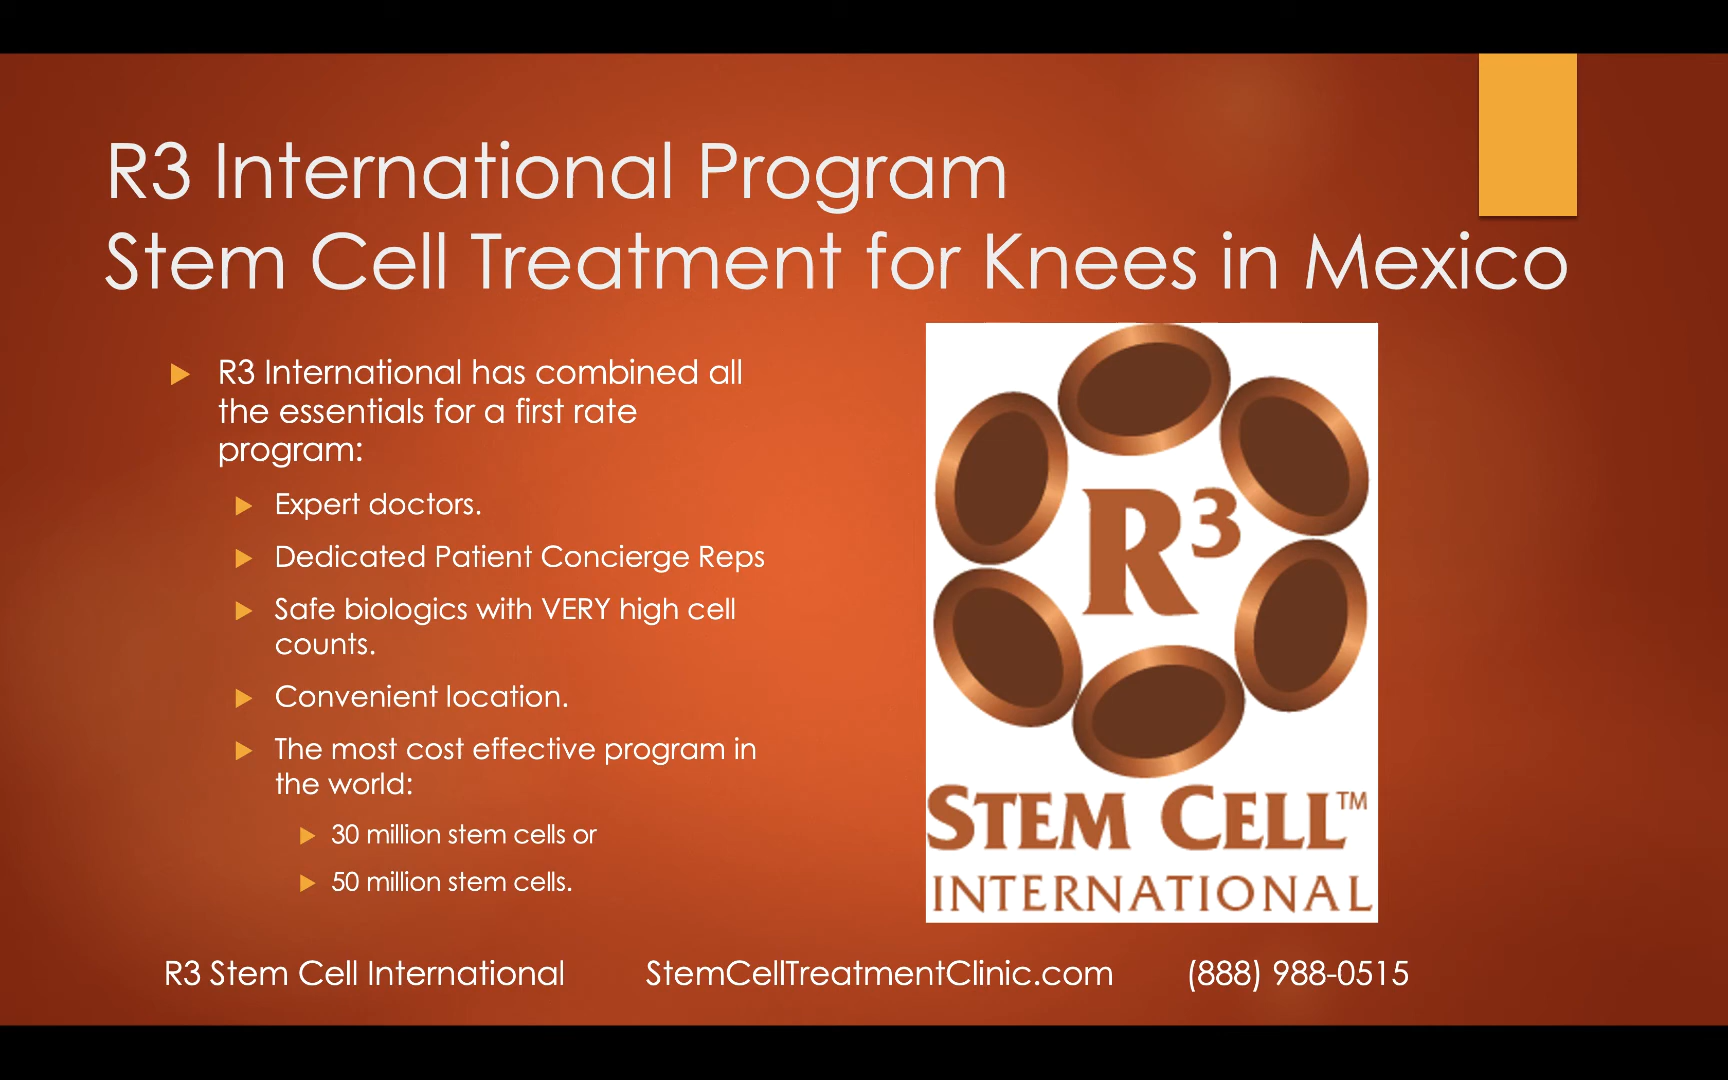 R3 International Program
Stem Cell Treatment for Knees in Mexico
R3 International has combined all
the essentials for a first rate
program:
Expert doctors.
Dedicated Patient Concierge Reps
Safe biologics with VERY high cell
counts.
Convenient location.
The most cost effective program in
the world:
30 million stem cells or
50 million stem cells.
R3
STEM CELL™
INTERNATIONAL
R3 Stem Cell International StemCellTreatmentClinic.com (888) 988-0515